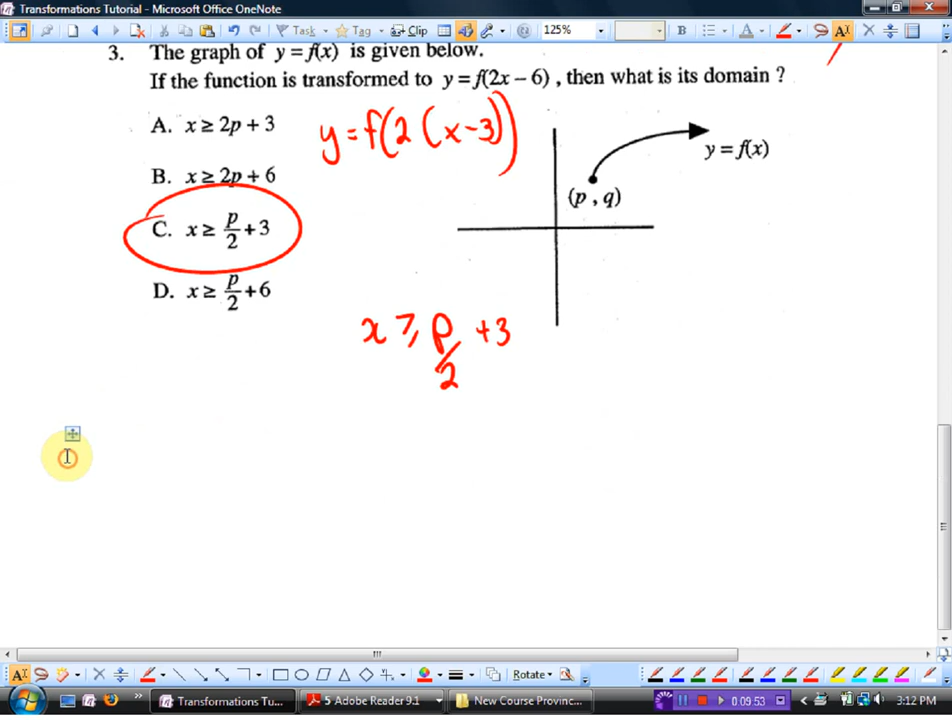 Transformations Tutorial - Microsoft Office OneNote
Task
Tag
Clip
125%
B
3. The graph of y = f(x) is given below.
If the function is transformed to y = f(2x – 6) , then what is its domain ?
A. x ≥ 2p + 3
y = f(2(x-3))
y = f(x)
B. x ≥ 2p + 6
(p , q)
C. x ≥ p/2 + 3
D. x ≥ p/2 + 6
x ≥ p/2 + 3
Rotate
Transformations Tu...
5 Adobe Reader 9.1
New Course Provinc...
0:09:53
3:12 PM